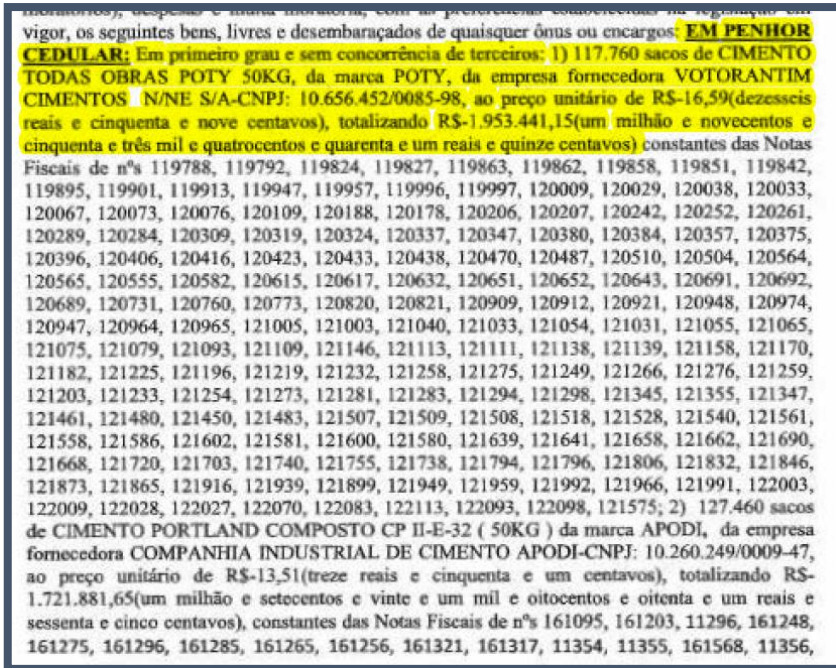 vigor, os seguintes bens, livres e desembaraçados de quaisquer ônus ou encargos: EM PENHOR
CEDULAR: Em primeiro grau e sem concorrência de terceiros: 1) 117.760 sacos de CIMENTO
TODAS OBRAS POTY 50KG, da marca POTY, da empresa fornecedora VOTORANTIM
CIMENTOS N/NE S/A-CNPJ: 10.656.452/0085-98, ao preço unitário de R$-16,59(dezesseis
reais e cinquenta e nove centavos), totalizando R$-1.953.441,15(um milhão e novecentos e
cinquenta e três mil e quatrocentos e quarenta e um reais e quinze centavos) constantes das Notas
Fiscais de nºs 119788, 119792, 119824, 119827, 119863, 119862, 119858, 119851, 119842,
119895, 119901, 119913, 119947, 119957, 119996, 119997, 120009, 120029, 120038, 120033,
120067, 120073, 120076, 120109, 120188, 120178, 120206, 120207, 120242, 120252, 120261,
120289, 120284, 120309, 120319, 120324, 120337, 120347, 120380, 120384, 120357, 120375,
120396, 120406, 120416, 120423, 120433, 120438, 120470, 120487, 120510, 120504, 120564,
120565, 120555, 120582, 120615, 120617, 120632, 120651, 120652, 120643, 120691, 120692,
120689, 120731, 120760, 120773, 120820, 120821, 120909, 120912, 120921, 120948, 120974,
120947, 120964, 120965, 121005, 121003, 121040, 121033, 121054, 121031, 121055, 121065,
121075, 121079, 121093, 121109, 121146, 121113, 121111, 121138, 121139, 121158, 121170,
121182, 121225, 121196, 121219, 121232, 121258, 121275, 121249, 121266, 121276, 121259,
121203, 121233, 121254, 121273, 121281, 121283, 121294, 121298, 121345, 121355, 121347,
121461, 121480, 121450, 121483, 121507, 121509, 121508, 121518, 121528, 121540, 121561,
121558, 121586, 121602, 121581, 121600, 121580, 121639, 121641, 121658, 121662, 121690,
121668, 121720, 121703, 121740, 121755, 121738, 121794, 121796, 121806, 121832, 121846,
121873, 121865, 121916, 121939, 121899, 121949, 121959, 121992, 121966, 121991, 122003,
122009, 122028, 122027, 122070, 122083, 122113, 122093, 122098, 121575; 2) 127.460 sacos
de CIMENTO PORTLAND COMPOSTO CP II-E-32 ( 50KG ) da marca APODI, da empresa
fornecedora COMPANHIA INDUSTRIAL DE CIMENTO APODI-CNPJ: 10.260.249/0009-47,
ao preço unitário de R$-13,51(treze reais e cinquenta e um centavos), totalizando R$-
1.721.881,65(um milhão e setecentos e vinte e um mil e oitocentos e oitenta e um reais e
sessenta e cinco centavos), constantes das Notas Fiscais de nºs 161095, 161203, 11296, 161248,
161275, 161296, 161285, 161265, 161256, 161321, 161317, 11354, 11355, 161568, 11356,